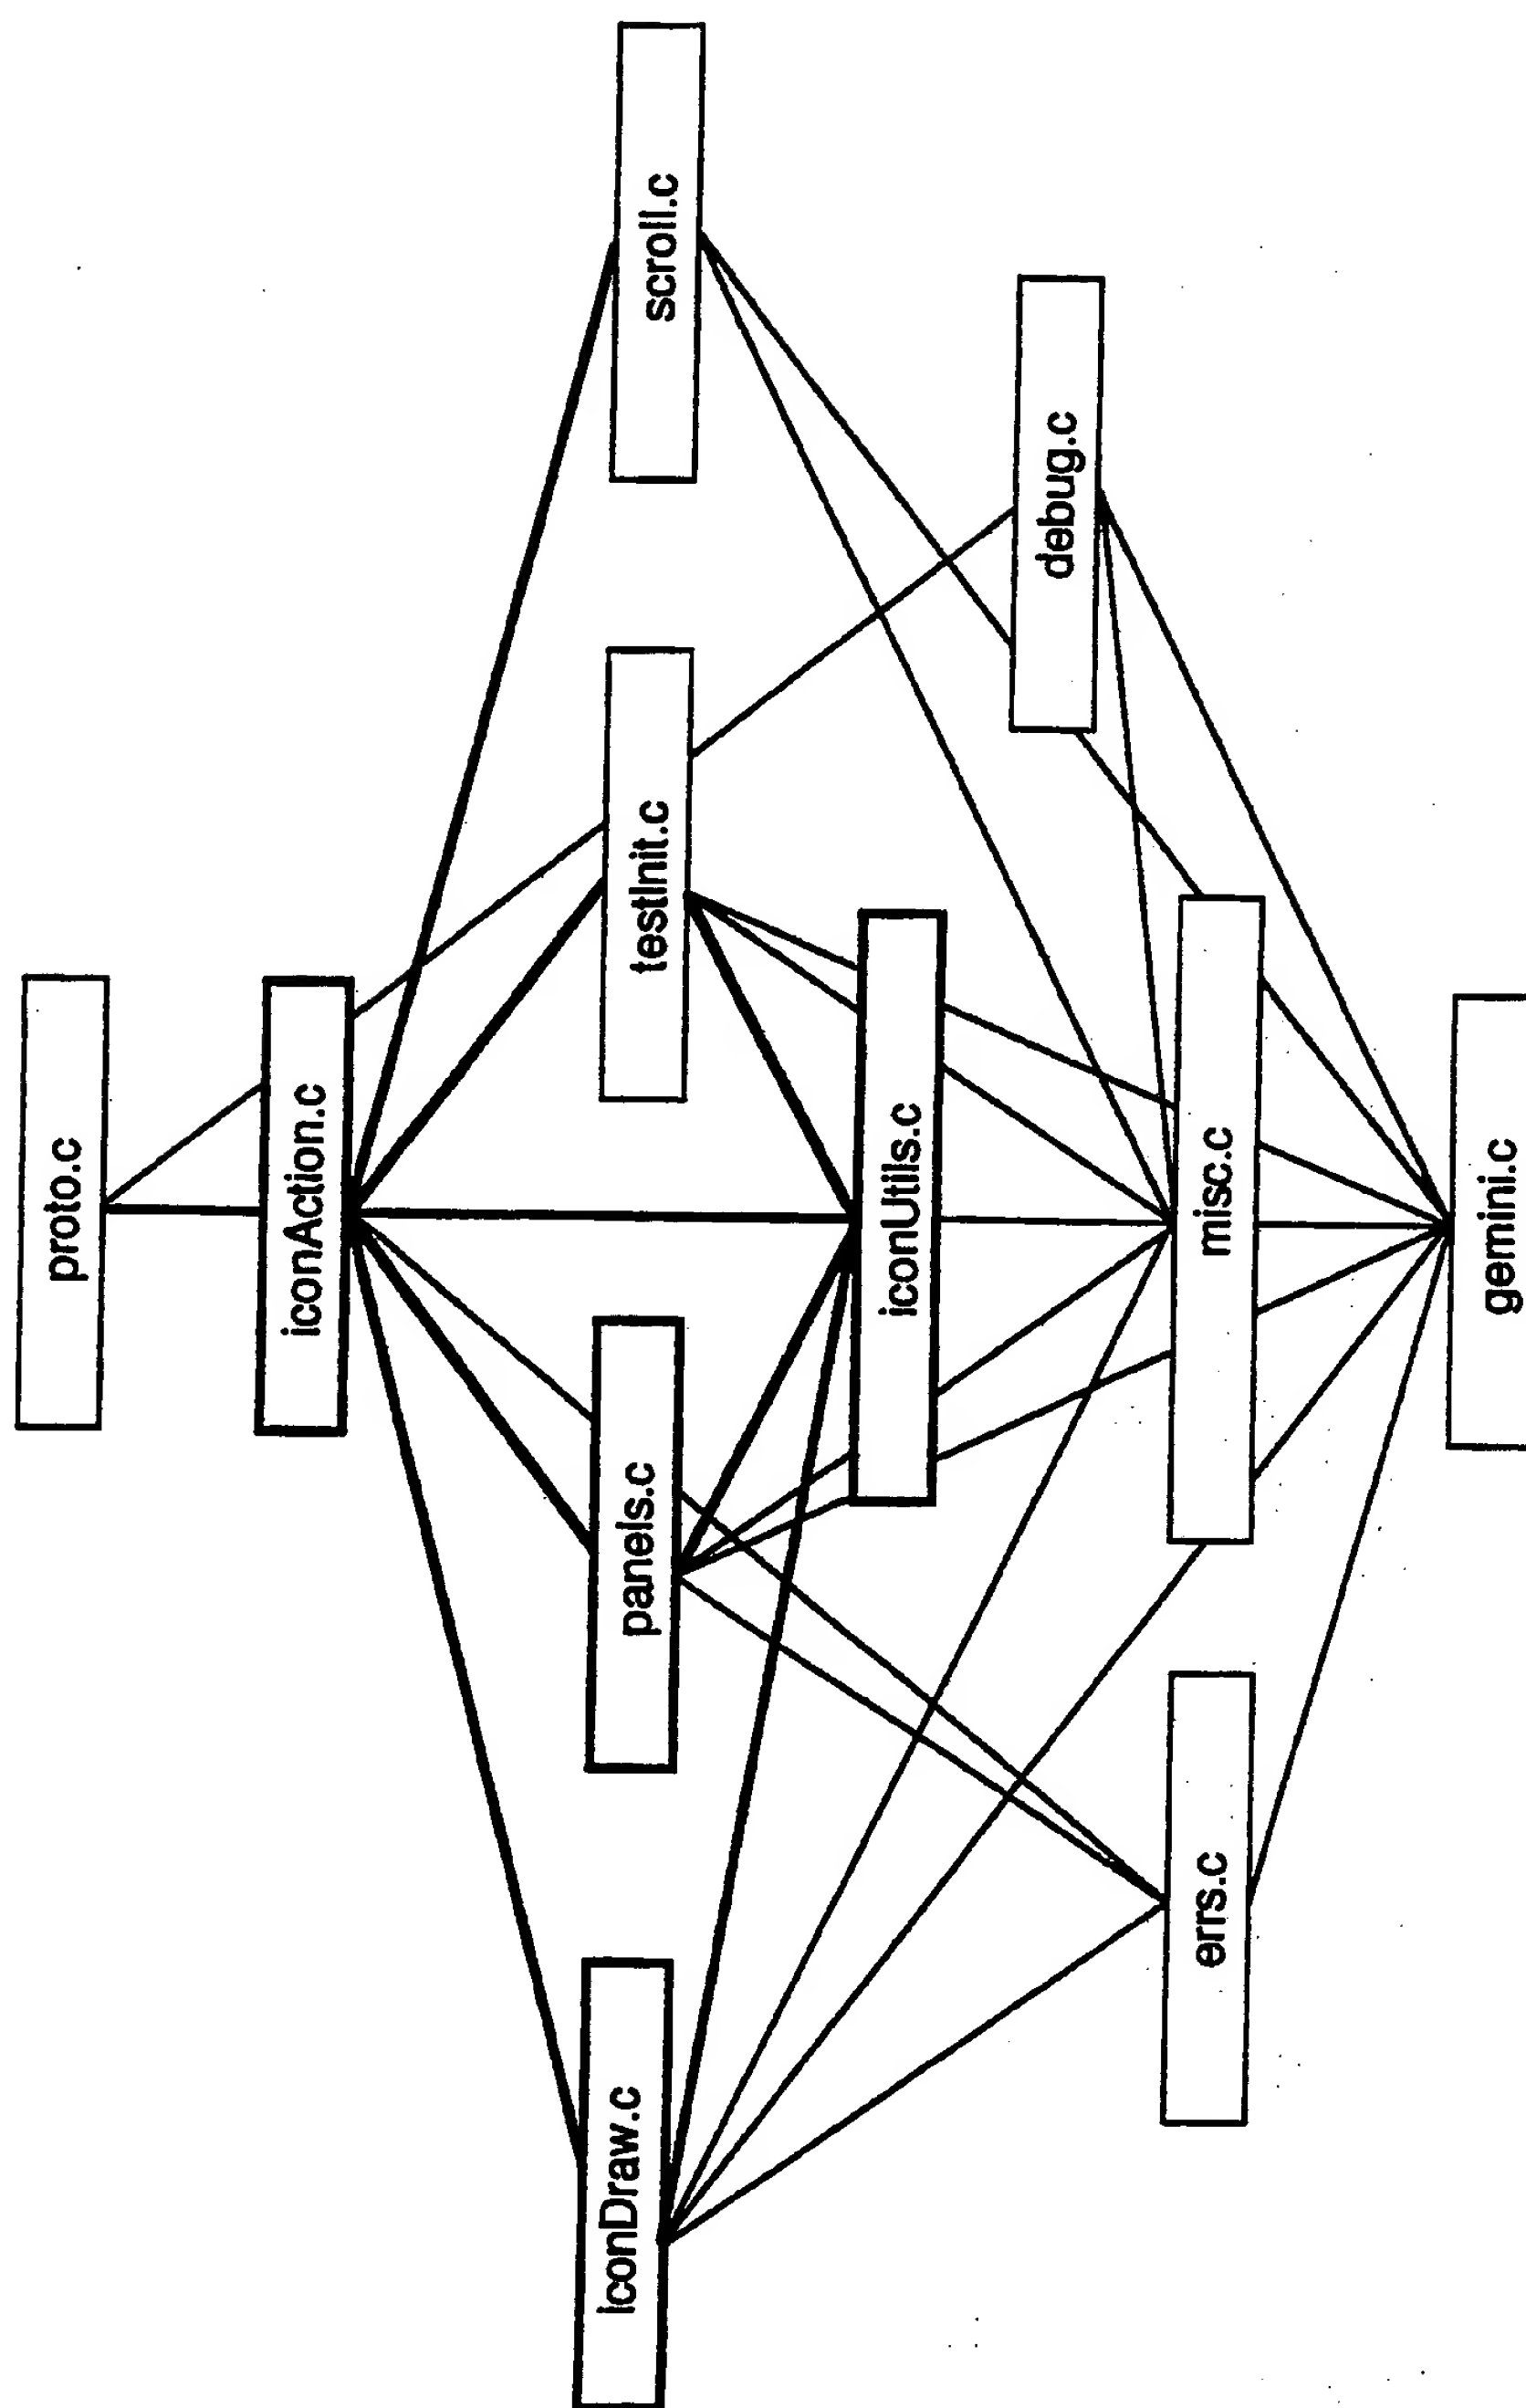 proto.c
iconAction.c
iconDraw.c
panels.c
testInit.c
scroll.c
iconUtils.c
debug.c
errs.c
misc.c
gemini.c